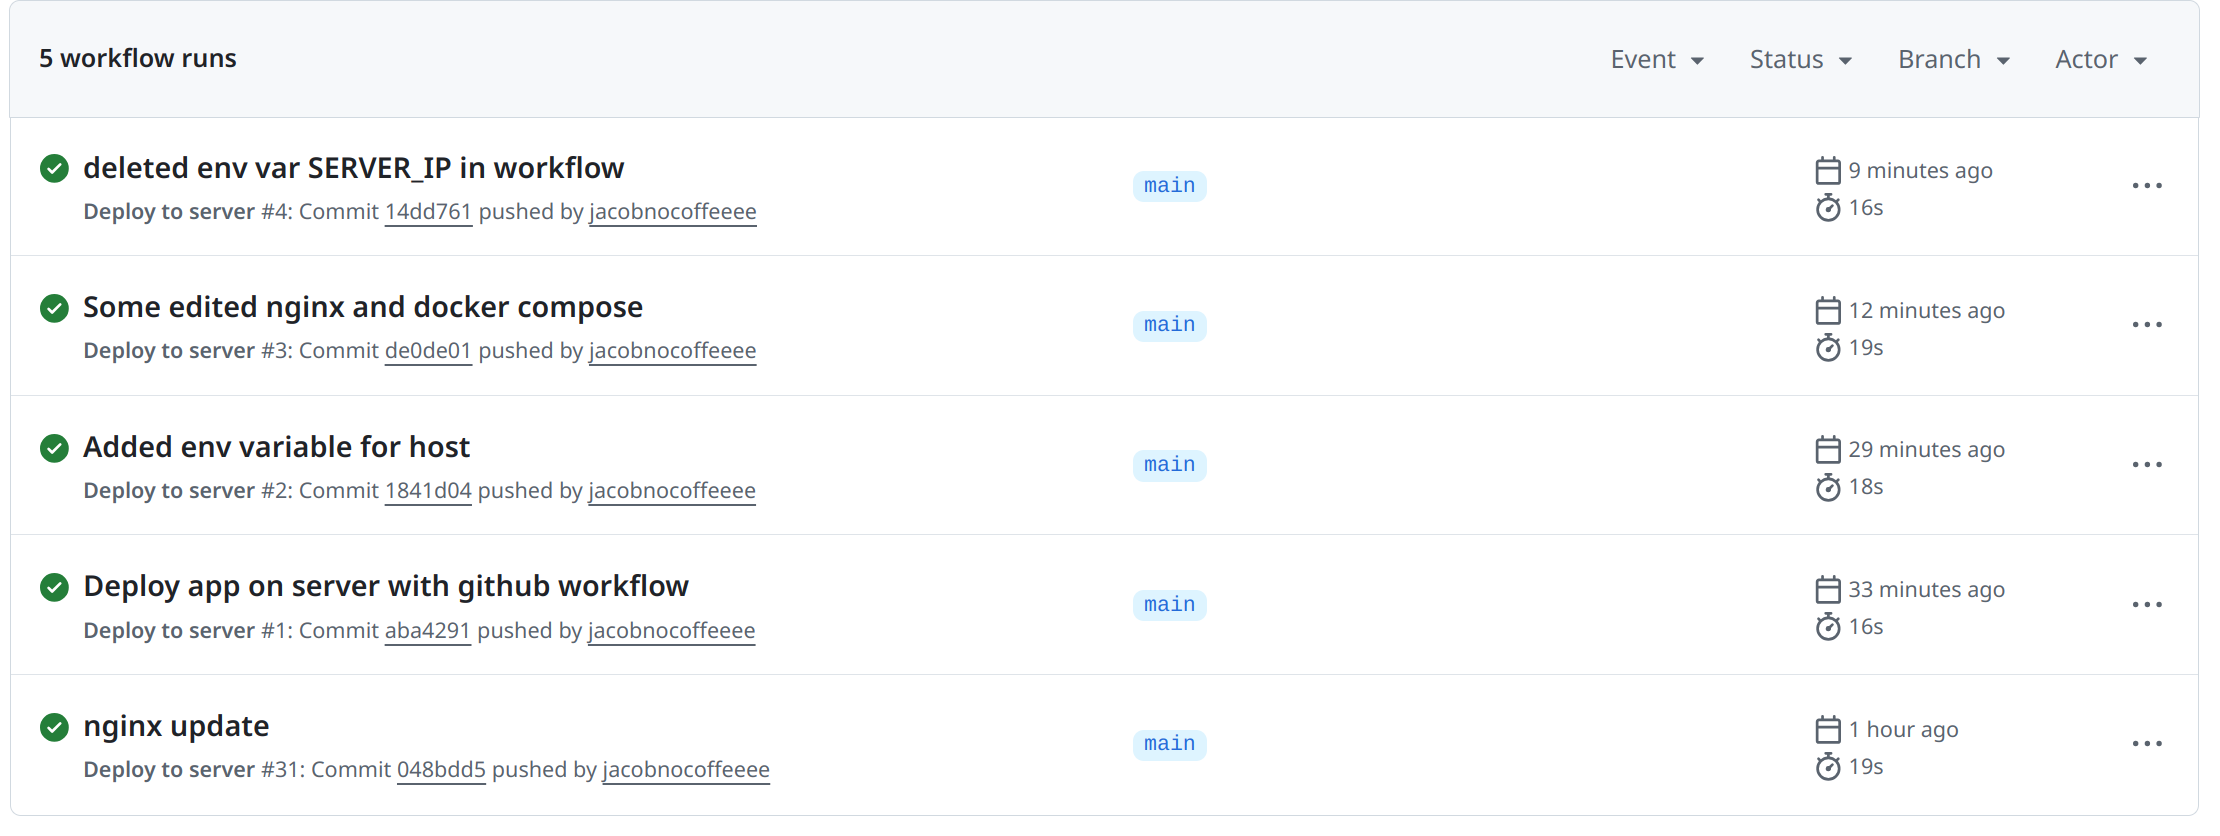 5 workflow runs
Event Status Branch Actor
deleted env var SERVER_IP in workflow
Deploy to server #4: Commit 14dd761 pushed by jacobnocoffeeee
main
9 minutes ago
16s
Some edited nginx and docker compose
Deploy to server #3: Commit de0de01 pushed by jacobnocoffeeee
main
12 minutes ago
19s
Added env variable for host
Deploy to server #2: Commit 1841d04 pushed by jacobnocoffeeee
main
29 minutes ago
18s
Deploy app on server with github workflow
Deploy to server #1: Commit aba4291 pushed by jacobnocoffeeee
main
33 minutes ago
16s
nginx update
Deploy to server #31: Commit 048bdd5 pushed by jacobnocoffeeee
main
1 hour ago
19s